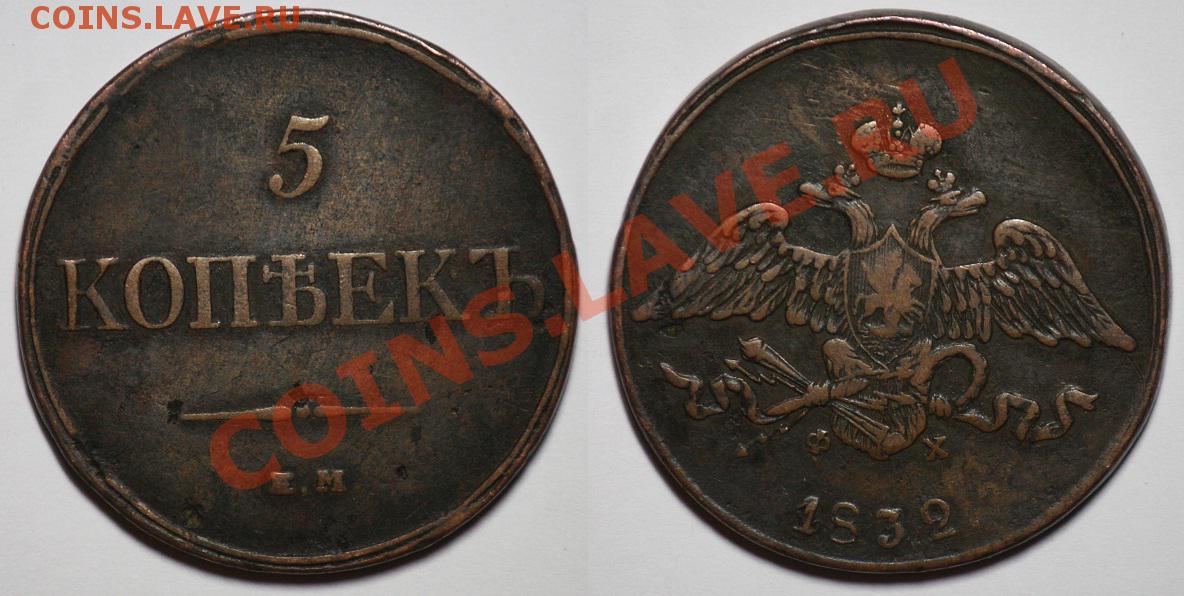 COINS.LAVE.RU
5
КОПѢЕКЪ
Е.М
Ф Х
1832
COINS.LAVE.RU